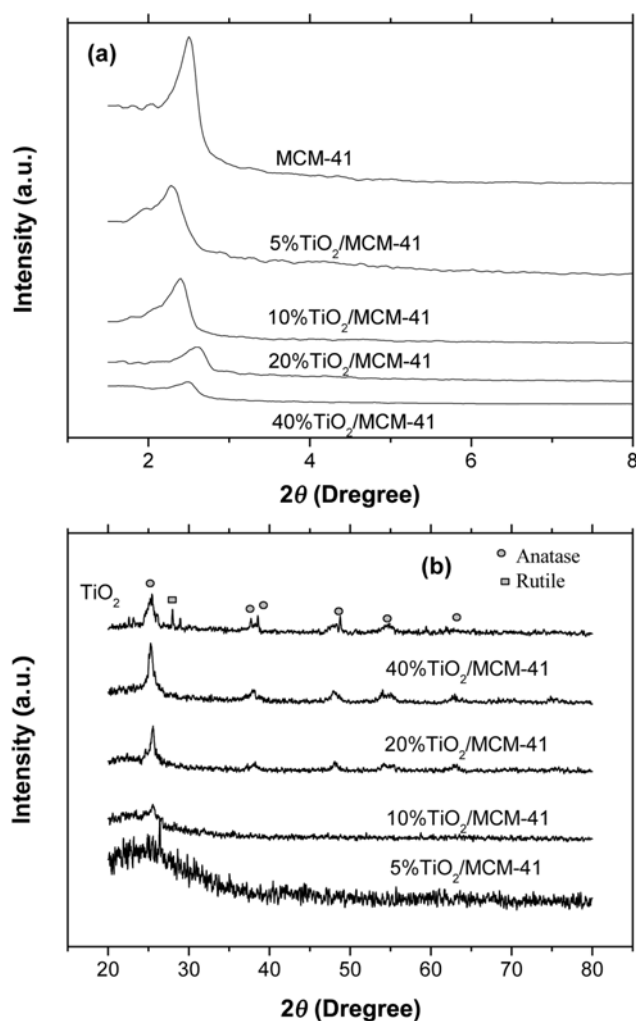 (a)
MCM-41
5%TiO₂/MCM-41
10%TiO₂/MCM-41
20%TiO₂/MCM-41
40%TiO₂/MCM-41
Intensity (a.u.)
2 4 6 8
2θ (Dregree)
(b)
Anatase
Rutile
TiO₂
40%TiO₂/MCM-41
20%TiO₂/MCM-41
10%TiO₂/MCM-41
5%TiO₂/MCM-41
Intensity (a.u.)
20 30 40 50 60 70 80
2θ (Dregree)